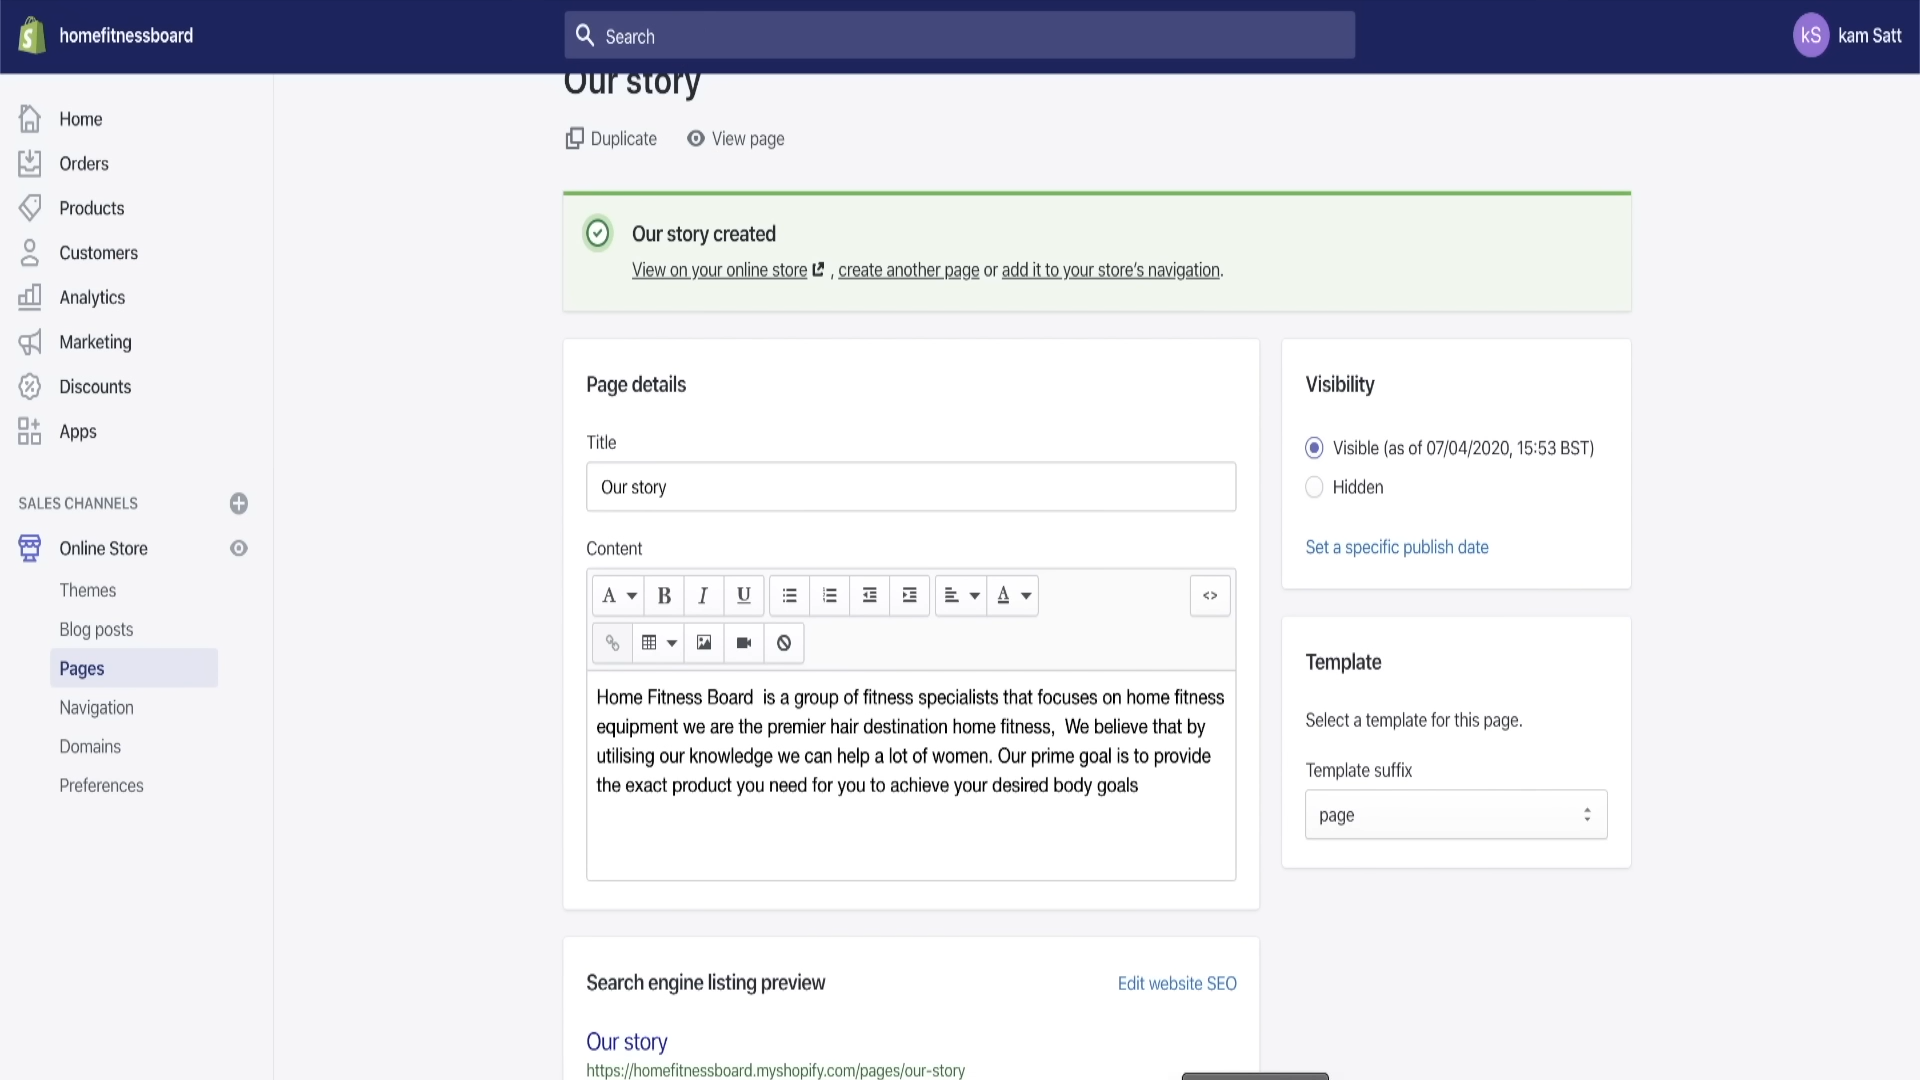 homefitnessboard
Search
kS kam Satt
Our story
Duplicate View page
Home
Orders
Products
Customers
Analytics
Marketing
Discounts
Apps
SALES CHANNELS
Online Store
Themes
Blog posts
Pages
Navigation
Domains
Preferences
Our story created
View on your online store , create another page or add it to your store's navigation.
Page details
Title
Our story
Content
A B I U A <>
Home Fitness Board is a group of fitness specialists that focuses on home fitness
equipment we are the premier hair destination home fitness, We believe that by
utilising our knowledge we can help a lot of women. Our prime goal is to provide
the exact product you need for you to achieve your desired body goals
Visibility
Visible (as of 07/04/2020, 15:53 BST)
Hidden
Set a specific publish date
Template
Select a template for this page.
Template suffix
page
Search engine listing preview Edit website SEO
Our story
https://homefitnessboard.myshopify.com/pages/our-story